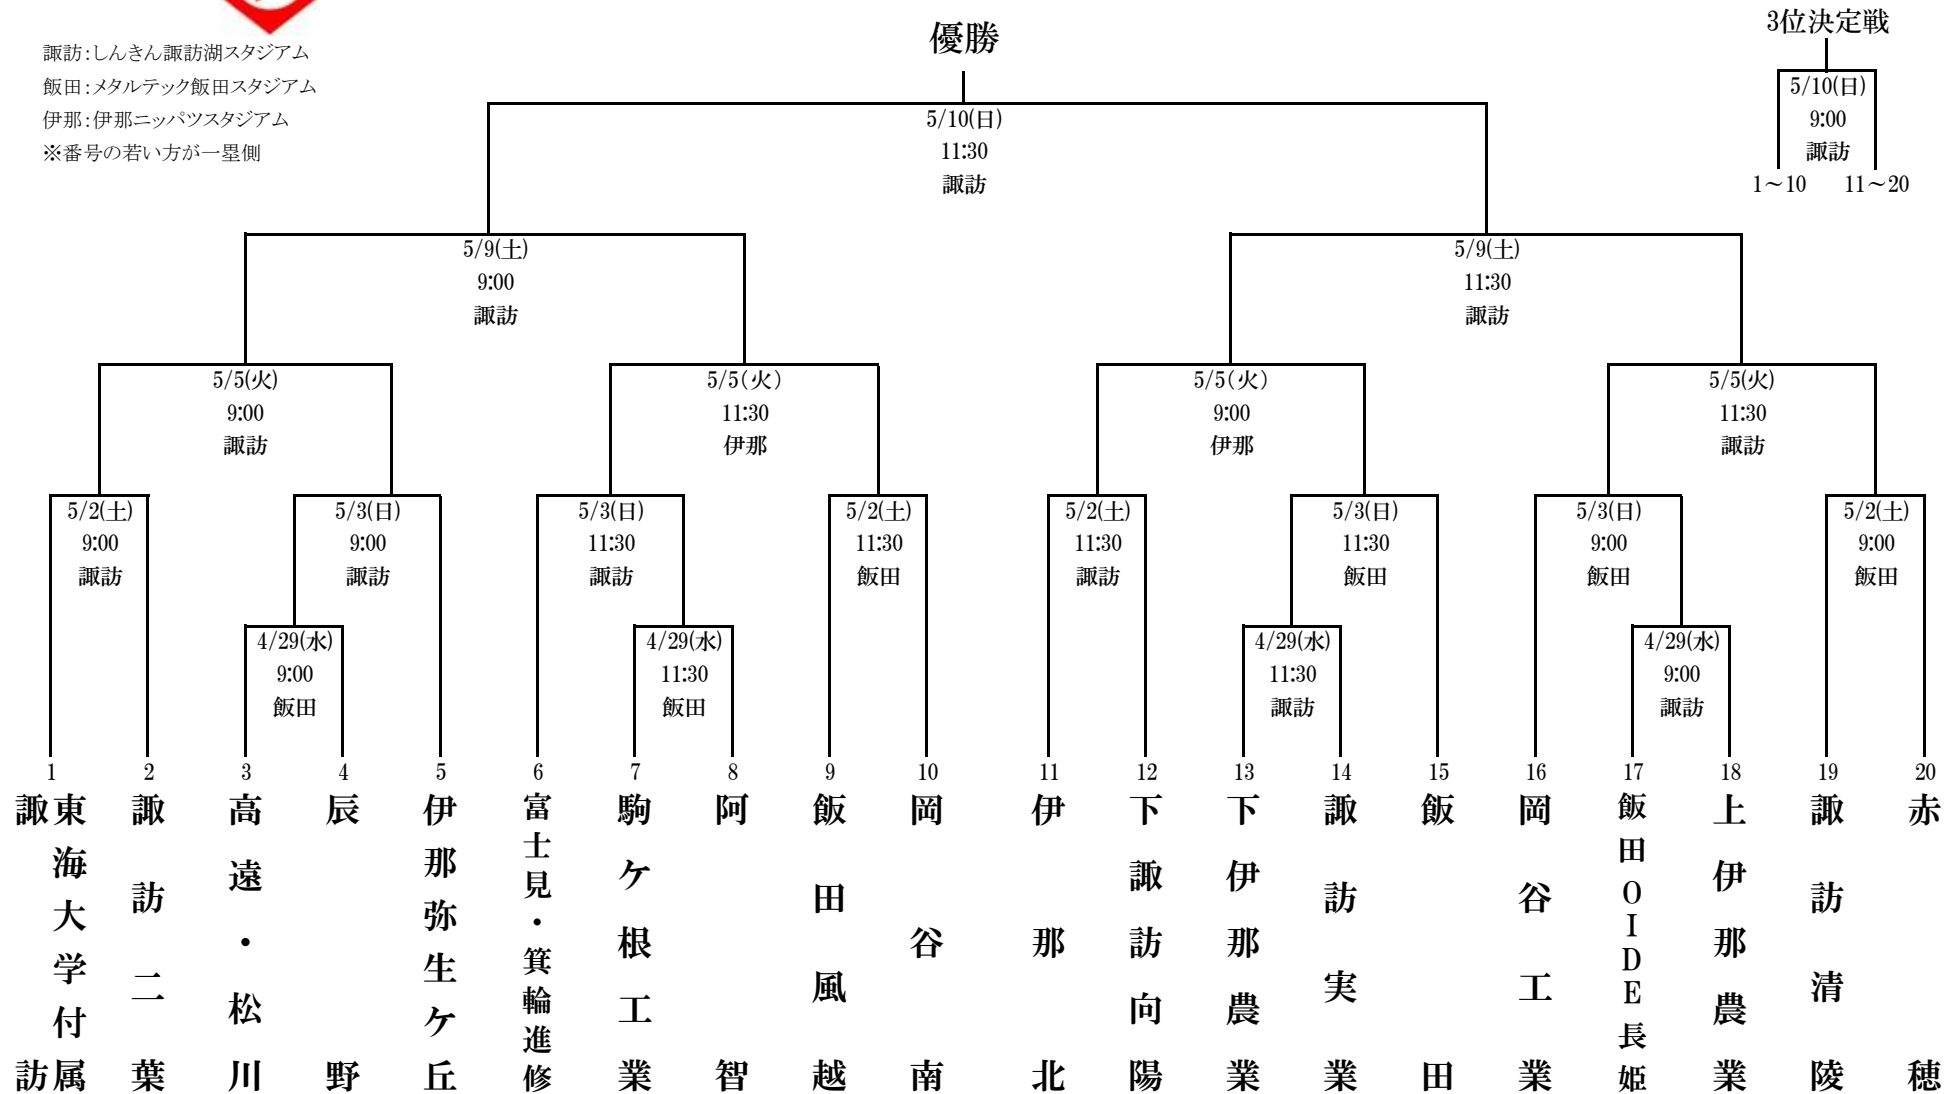 優勝
3位決定戦
諏訪：しんきん諏訪湖スタジアム
飯田：メタルテック飯田スタジアム
伊那：伊那ニッパツスタジアム
※番号の若い方が一塁側
5/10(日)
9:00
諏訪
1～10
11～20
5/10(日)
11:30
諏訪
5/9(土)
9:00
諏訪
5/9(土)
11:30
諏訪
5/5(火)
9:00
諏訪
5/5（火）
11:30
伊那
5/5（火）
9:00
伊那
5/5(火)
11:30
諏訪
5/2(土)
9:00
諏訪
5/3(日)
9:00
諏訪
5/3(日)
11:30
諏訪
5/2(土)
11:30
飯田
5/2(土)
11:30
諏訪
5/3(日)
11:30
飯田
5/3(日)
9:00
飯田
5/2(土)
9:00
飯田
4/29(水)
9:00
飯田
4/29(水)
11:30
飯田
4/29(水)
11:30
諏訪
4/29(水)
9:00
諏訪
1
東海大学付属
諏訪
2
諏訪二葉
3
高遠・松川
4
辰野
5
伊那弥生ケ丘
6
富士見・箕輪進修
7
駒ケ根工業
8
阿智
9
飯田風越
10
岡谷南
11
伊那北
12
下諏訪向陽
13
下伊那農業
14
諏訪実業
15
飯田
16
岡谷工業
17
飯田OIDE長姫
18
上伊那農業
19
諏訪清陵
20
赤穂